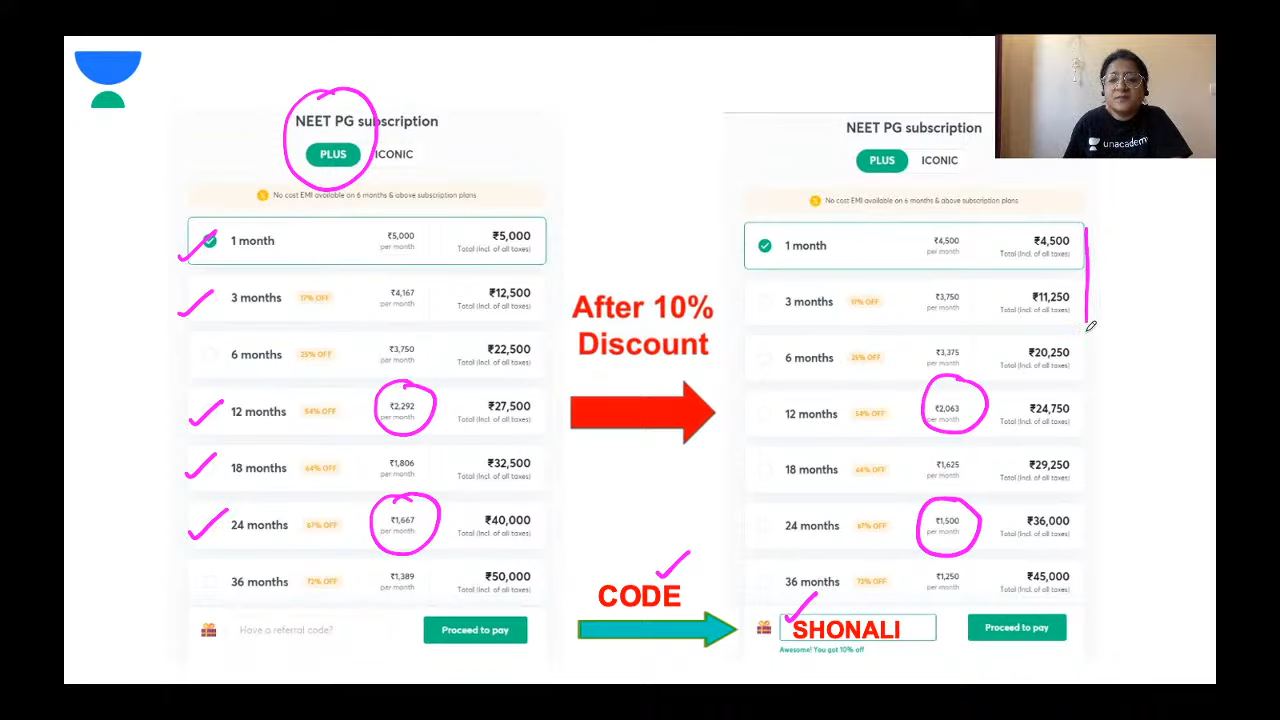 NEET PG subscription
PLUS ICONIC
No cost EMI available on 6 months & above subscription plans
1 month ₹5,000 per month ₹5,000 Total (Incl. of all taxes)
3 months 17% OFF ₹4,167 per month ₹12,500 Total (Incl. of all taxes)
6 months 25% OFF ₹3,750 per month ₹22,500 Total (Incl. of all taxes)
12 months 54% OFF ₹2,292 per month ₹27,500 Total (Incl. of all taxes)
18 months 64% OFF ₹1,806 per month ₹32,500 Total (Incl. of all taxes)
24 months 67% OFF ₹1,667 per month ₹40,000 Total (Incl. of all taxes)
36 months 72% OFF ₹1,389 per month ₹50,000
Have a referral code? Proceed to pay
After 10%
Discount
CODE
NEET PG subscription
PLUS ICONIC
No cost EMI available on 6 months & above subscription plans
1 month ₹4,500 per month ₹4,500 Total (Incl. of all taxes)
3 months 17% OFF ₹3,750 per month ₹11,250 Total (Incl. of all taxes)
6 months 25% OFF ₹3,375 per month ₹20,250 Total (Incl. of all taxes)
12 months 54% OFF ₹2,063 per month ₹24,750 Total (Incl. of all taxes)
18 months 64% OFF ₹1,625 per month ₹29,250 Total (Incl. of all taxes)
24 months 67% OFF ₹1,500 per month ₹36,000 Total (Incl. of all taxes)
36 months 72% OFF ₹1,250 per month ₹45,000 Total (Incl. of all taxes)
SHONALI Proceed to pay
Awesome! You got 10% off
unacademy